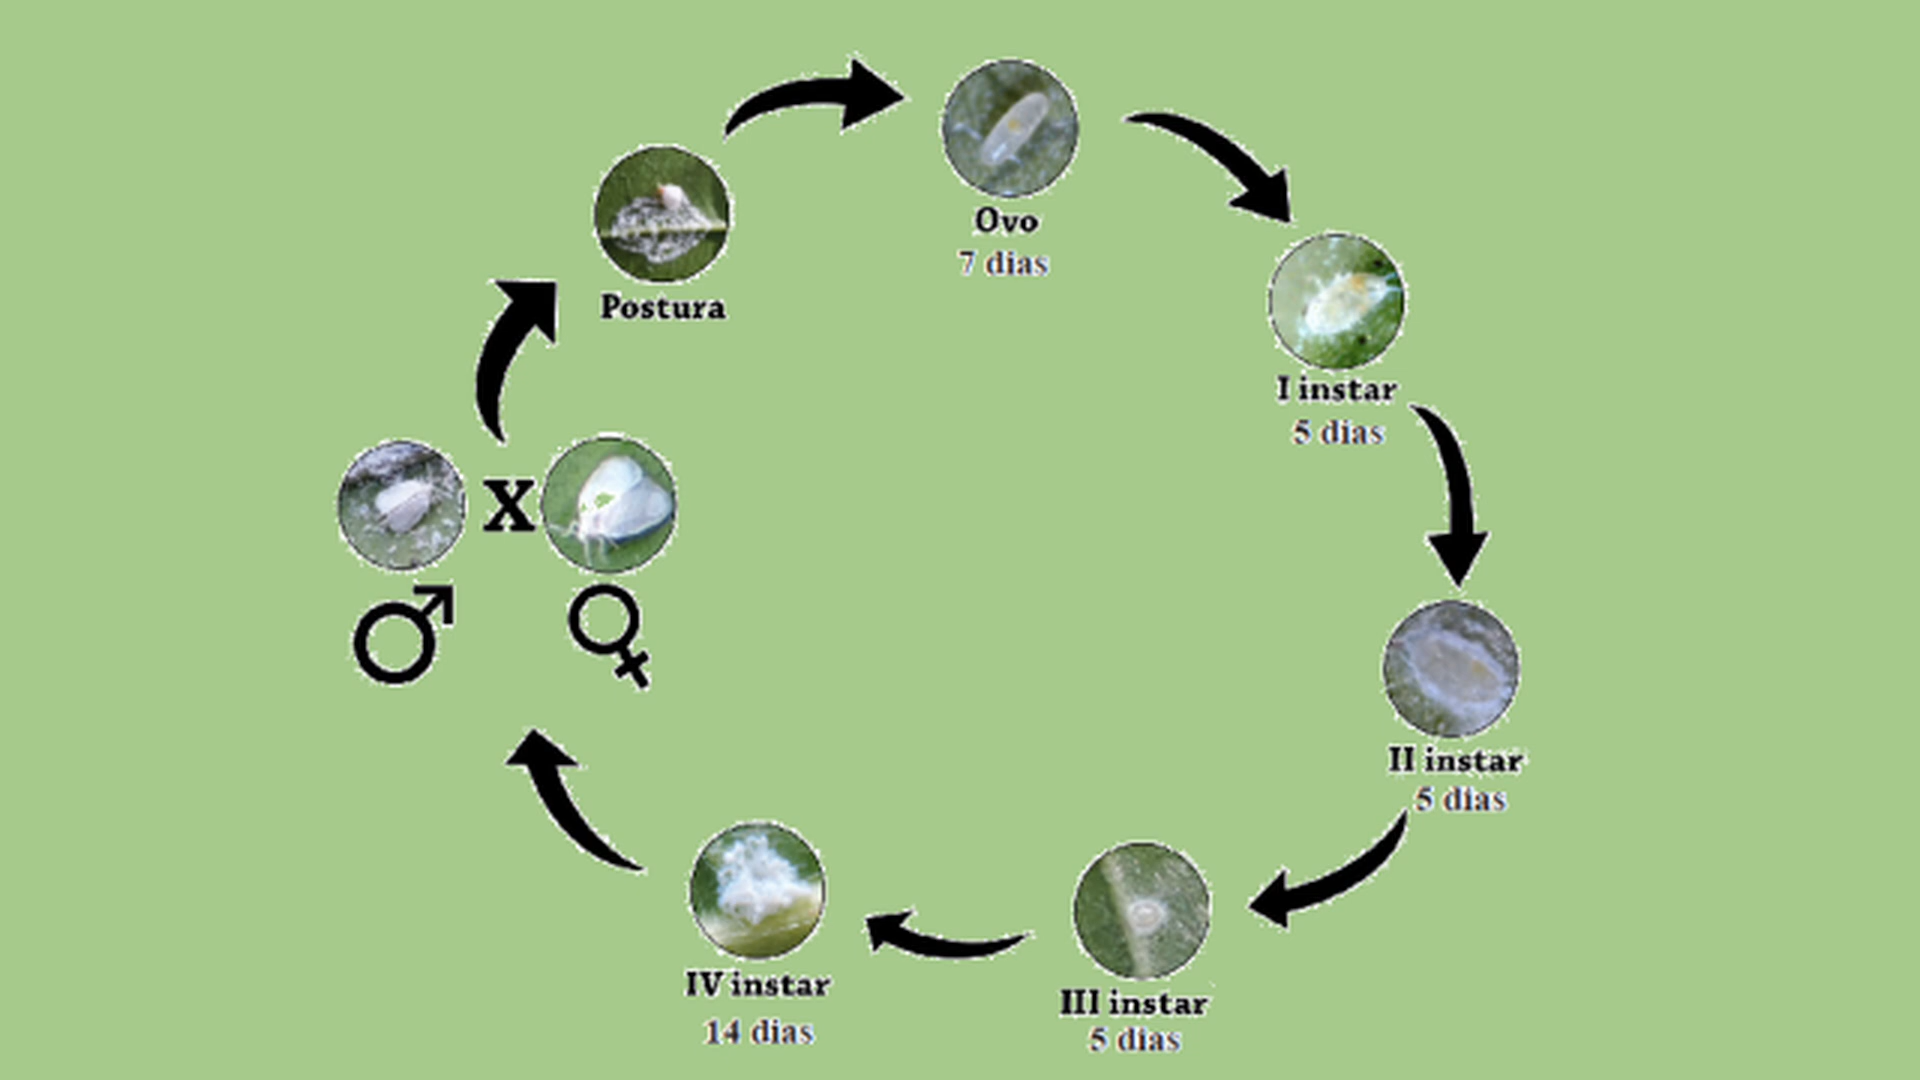 Ovo
7 dias
I instar
5 dias
II instar
5 dias
III instar
5 dias
IV instar
14 dias
X
Postura